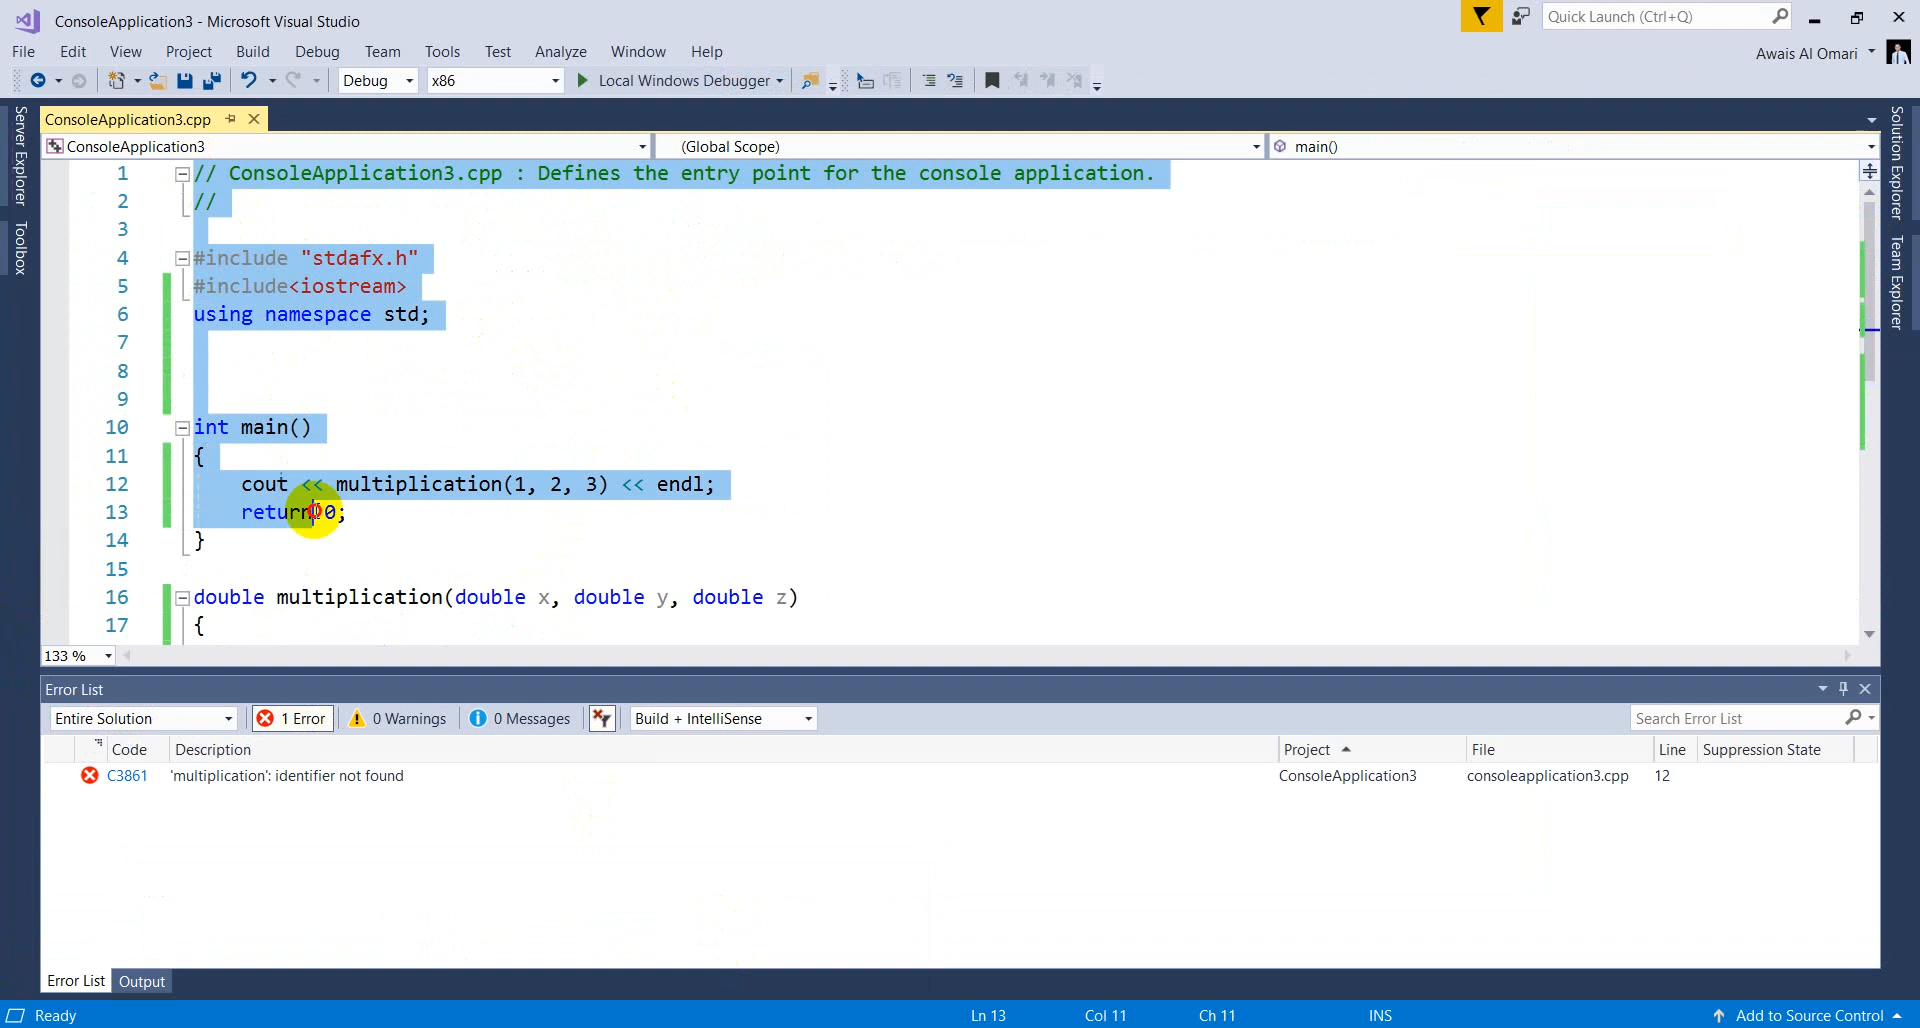 ConsoleApplication3 - Microsoft Visual Studio
Quick Launch (Ctrl+Q)
File Edit View Project Build Debug Team Tools Test Analyze Window Help
Awais Al Omari
Debug x86 Local Windows Debugger
Server Explorer
Toolbox
Solution Explorer
Team Explorer
ConsoleApplication3.cpp
ConsoleApplication3 (Global Scope) main()
1 // ConsoleApplication3.cpp : Defines the entry point for the console application.
2 //
3
4 #include "stdafx.h"
5 #include<iostream>
6 using namespace std;
7
8
9
10 int main()
11 {
12 cout << multiplication(1, 2, 3) << endl;
13 return 0;
14 }
15
16 double multiplication(double x, double y, double z)
17 {
133 %
Error List
Entire Solution 1 Error 0 Warnings 0 Messages Build + IntelliSense Search Error List
Code Description Project File Line Suppression State
C3861 'multiplication': identifier not found ConsoleApplication3 consoleapplication3.cpp 12
Error List Output
Ready Ln 13 Col 11 Ch 11 INS Add to Source Control